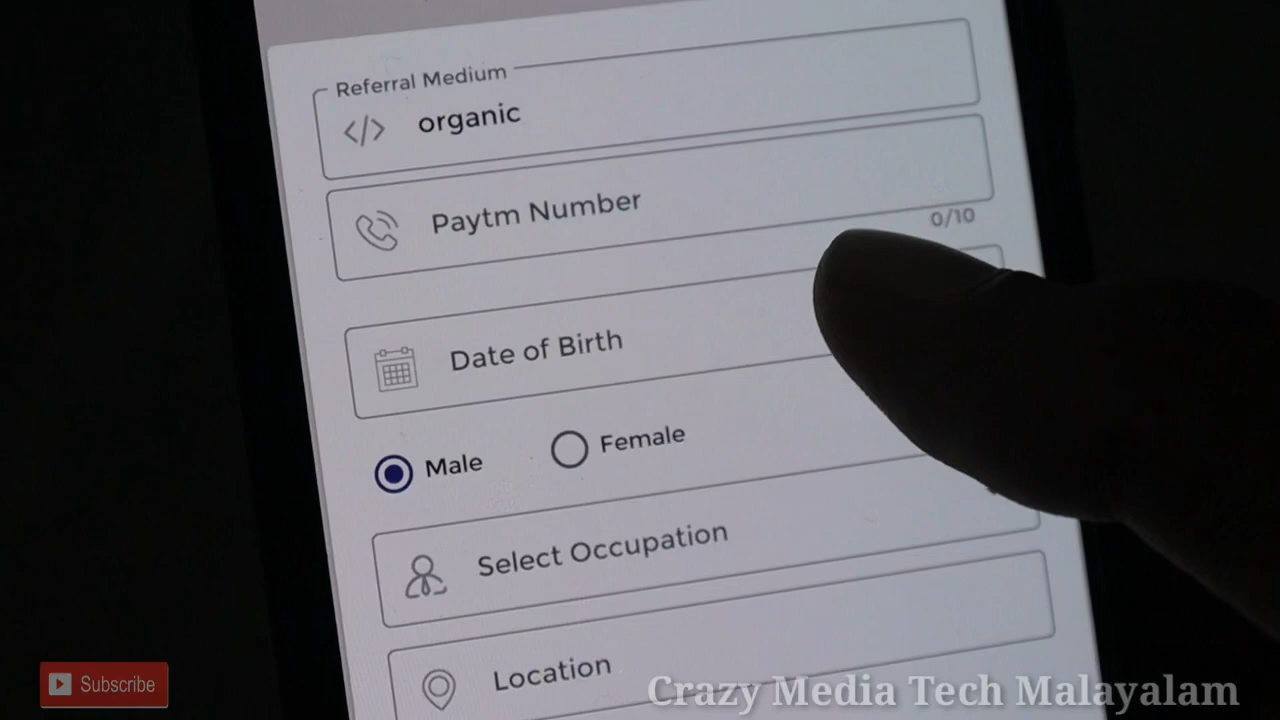 Referral Medium
</> organic
Paytm Number
0/10
Date of Birth
Male
Female
Select Occupation
Location
Subscribe
Crazy Media Tech Malayalam